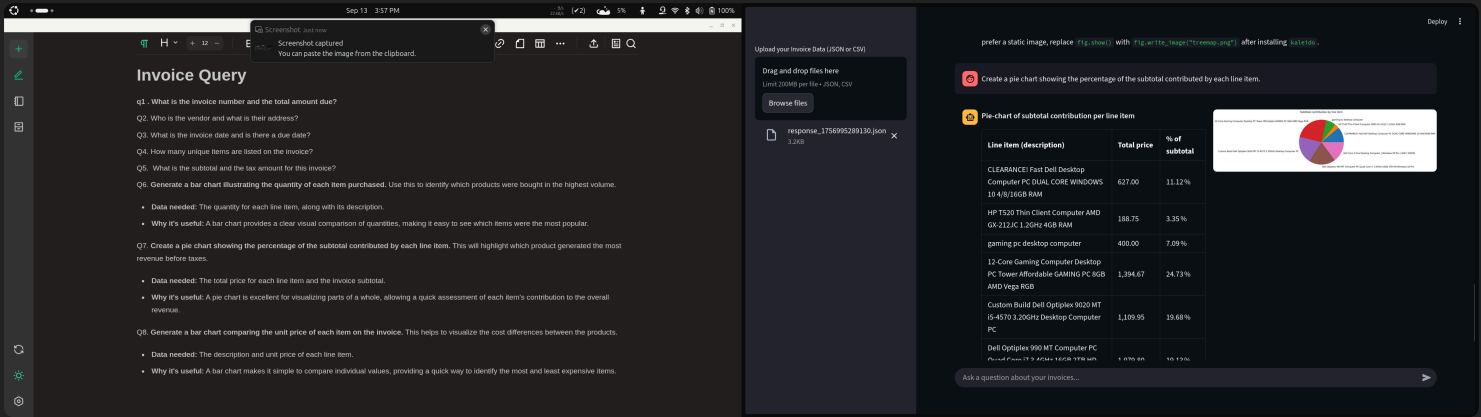 Sep 13 3:57 PM
(✔2)
5%
100%
Screenshot Just now
Screenshot captured
You can paste the image from the clipboard.
H
12
Invoice Query
q1 . What is the invoice number and the total amount due?
Q2. Who is the vendor and what is their address?
Q3. What is the invoice date and is there a due date?
Q4. How many unique items are listed on the invoice?
Q5. What is the subtotal and the tax amount for this invoice?
Q6. Generate a bar chart illustrating the quantity of each item purchased. Use this to identify which products were bought in the highest volume.
• Data needed: The quantity for each line item, along with its description.
• Why it's useful: A bar chart provides a clear visual comparison of quantities, making it easy to see which items were the most popular.
Q7. Create a pie chart showing the percentage of the subtotal contributed by each line item. This will highlight which product generated the most
revenue before taxes.
• Data needed: The total price for each line item and the invoice subtotal.
• Why it's useful: A pie chart is excellent for visualizing parts of a whole, allowing a quick assessment of each item's contribution to the overall
revenue.
Q8. Generate a bar chart comparing the unit price of each item on the invoice. This helps to visualize the cost differences between the products.
• Data needed: The description and unit price of each line item.
• Why it's useful: A bar chart makes it simple to compare individual values, providing a quick way to identify the most and least expensive items.
Upload your Invoice Data (JSON or CSV)
Drag and drop files here
Limit 200MB per file • JSON, CSV
Browse files
response_1756995289130.json
3.2KB
Deploy
prefer a static image, replace fig.show() with fig.write_image("treemap.png") after installing kaleido.
Create a pie chart showing the percentage of the subtotal contributed by each line item.
Pie-chart of subtotal contribution per line item
Line item (description) Total price % of
subtotal
CLEARANCE! Fast Dell Desktop
Computer PC DUAL CORE WINDOWS 627.00 11.12 %
10 4/8/16GB RAM
HP T520 Thin Client Computer AMD
GX-212JC 1.2GHz 4GB RAM 188.75 3.35 %
gaming pc desktop computer 400.00 7.09 %
12-Core Gaming Computer Desktop
PC Tower Affordable GAMING PC 8GB 1,394.67 24.73 %
AMD Vega RGB
Custom Build Dell Optiplex 9020 MT
i5-4570 3.20GHz Desktop Computer 1,109.95 19.68 %
PC
Dell Optiplex 990 MT Computer PC
Quad Core i7 3.4GHz 16GB 2TB HD 1,079.80 19.13 %
Ask a question about your invoices...